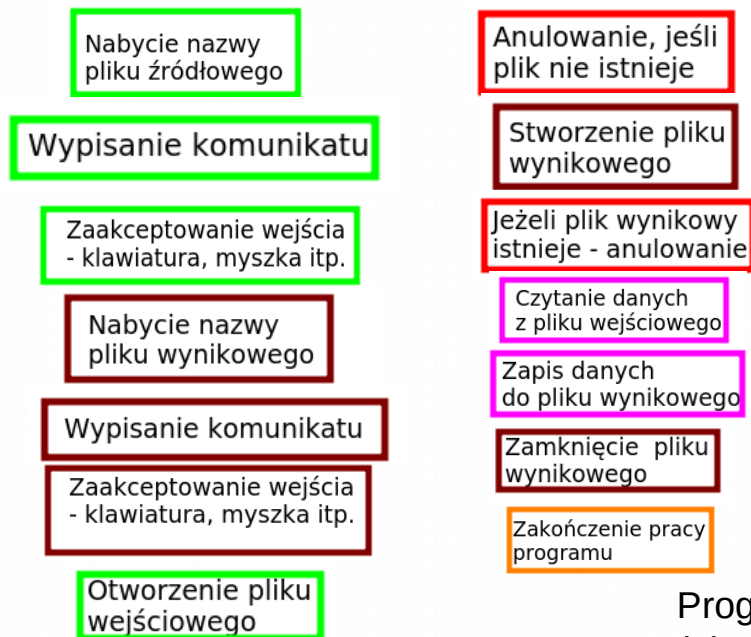 Nabycie nazwy
pliku źródłowego
Wypisanie komunikatu
Zaakceptowanie wejścia
- klawiatura, myszka itp.
Nabycie nazwy
pliku wynikowego
Wypisanie komunikatu
Zaakceptowanie wejścia
- klawiatura, myszka itp.
Otworzenie pliku
wejściowego
Anulowanie, jeśli
plik nie istnieje
Stworzenie pliku
wynikowego
Jeżeli plik wynikowy
istnieje - anulowanie
Czytanie danych
z pliku wejściowego
Zapis danych
do pliku wynikowego
Zamknięcie pliku
wynikowego
Zakończenie pracy
programu
Prog